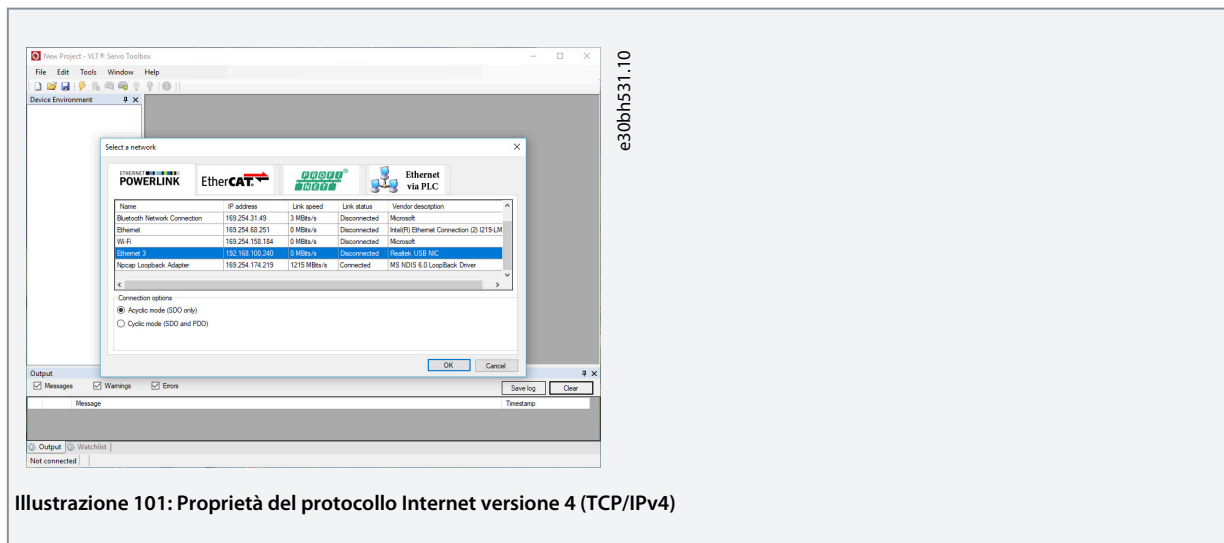 New Project - VLT® Servo Toolbox
File Edit Tools Window Help
Device Environment
Select a network
ETHERNET
POWERLINK
EtherCAT.
PROFI
NET
Ethernet
via PLC
Name IP address Link speed Link status Vendor description
Bluetooth Network Connection 169.254.31.49 3 MBits/s Disconnected Microsoft
Ethernet 169.254.68.251 0 MBits/s Disconnected Intel(R) Ethernet Connection (2) I219-LM
Wi-Fi 169.254.158.184 0 MBits/s Disconnected Microsoft
Ethernet 3 192.168.100.240 0 MBits/s Disconnected Realtek USB NIC
Npcap Loopback Adapter 169.254.174.219 1215 MBits/s Connected MS NDIS 6.0 LoopBack Driver
Connection options
Acyclic mode (SDO only)
Cyclic mode (SDO and PDO)
OK Cancel
Output
Messages Warnings Errors Save log Clear
Message Timestamp
Output Watchlist
Not connected
e30bh531.10
Illustrazione 101: Proprietà del protocollo Internet versione 4 (TCP/IPv4)